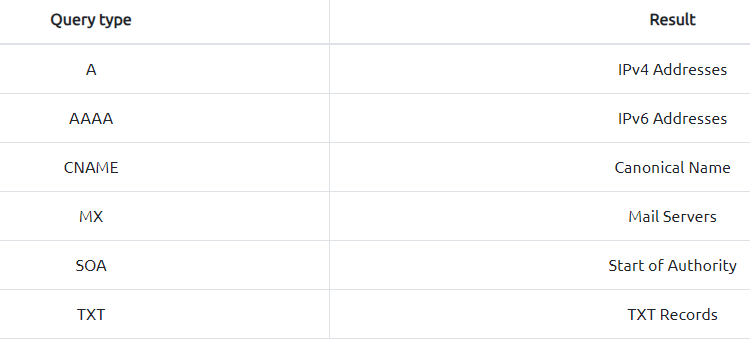 Query type Result
A IPv4 Addresses
AAAA IPv6 Addresses
CNAME Canonical Name
MX Mail Servers
SOA Start of Authority
TXT TXT Records